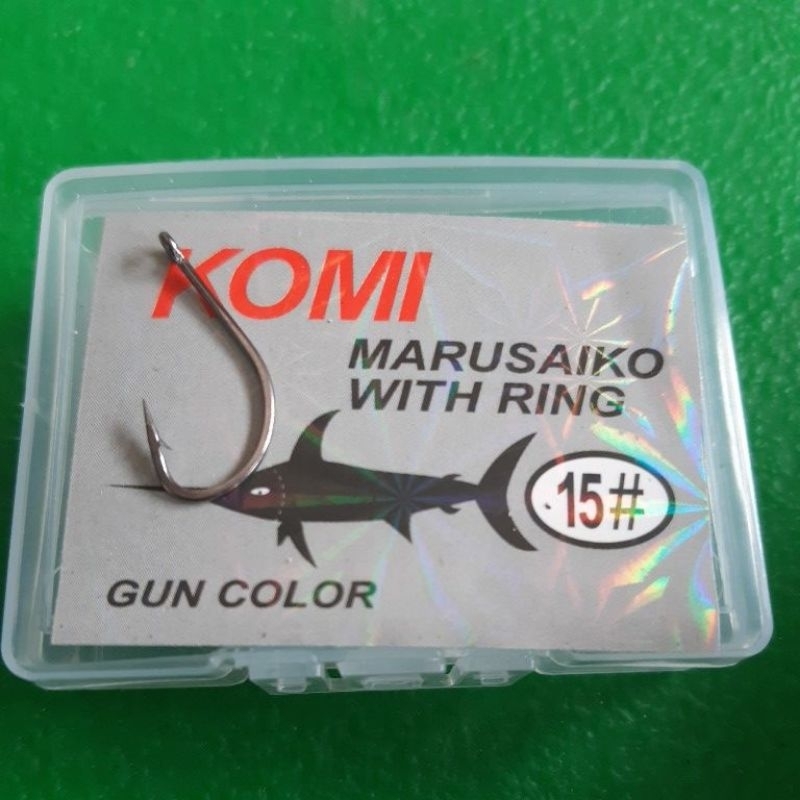 KOMI
MARUSAIKO
WITH RING
15#
GUN COLOR